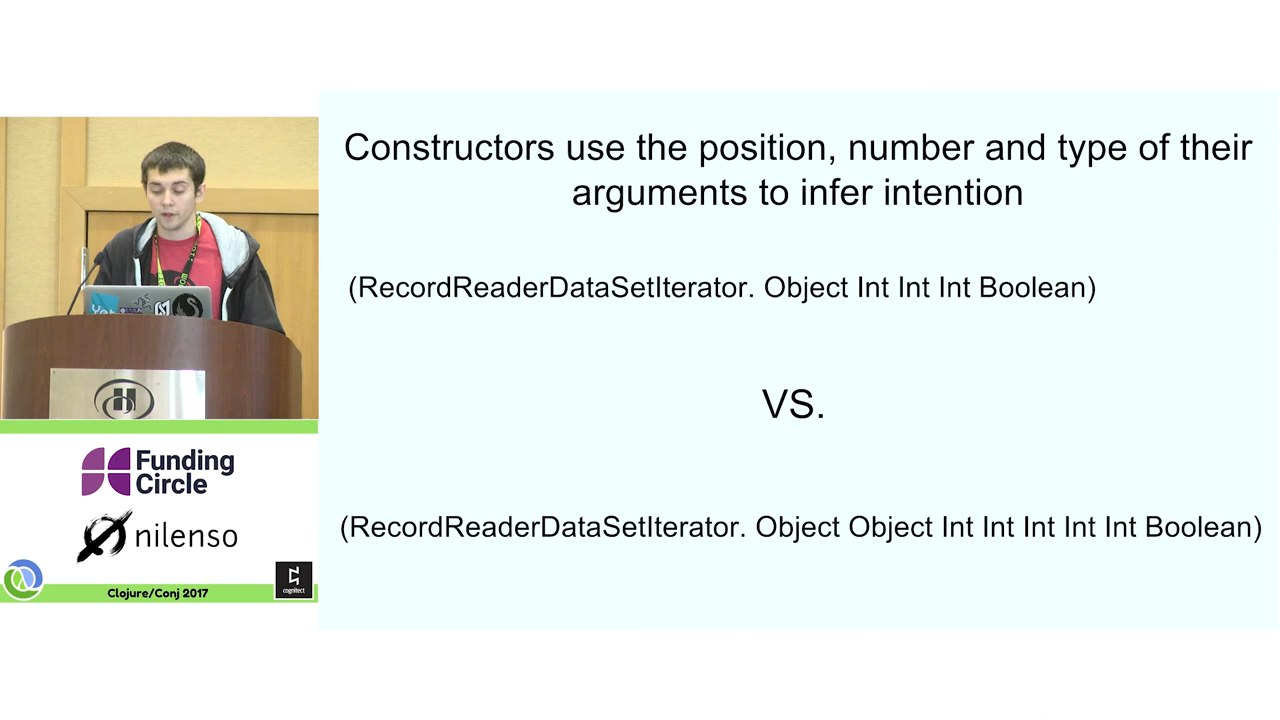 Constructors use the position, number and type of their
arguments to infer intention
(RecordReaderDataSetIterator. Object Int Int Int Boolean)
VS.
(RecordReaderDataSetIterator. Object Object Int Int Int Int Int Boolean)
H
Funding
Circle
nilenso
Clojure/Conj 2017
cognitect